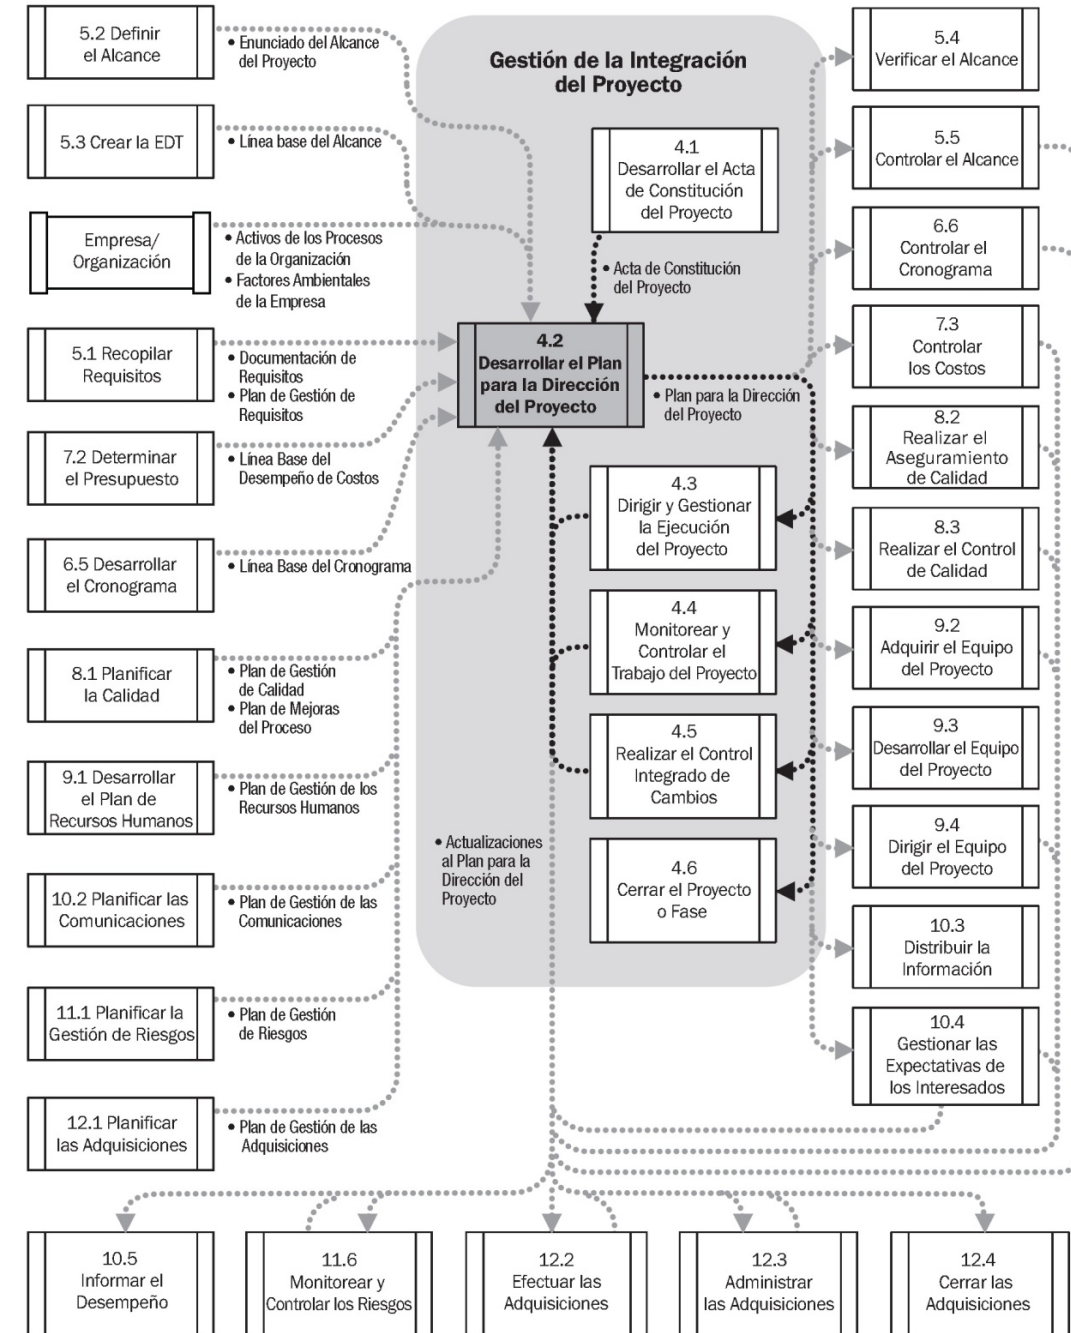 5.2 Definir
el Alcance
• Enunciado del Alcance
del Proyecto
5.3 Crear la EDT
• Línea base del Alcance
Empresa/
Organización
• Activos de los Procesos
de la Organización
• Factores Ambientales
de la Empresa
5.1 Recopilar
Requisitos
• Documentación de
Requisitos
• Plan de Gestión de
Requisitos
7.2 Determinar
el Presupuesto
• Línea Base del
Desempeño de Costos
6.5 Desarrollar
el Cronograma
• Línea Base del Cronograma
8.1 Planificar
la Calidad
• Plan de Gestión
de Calidad
• Plan de Mejoras
del Proceso
9.1 Desarrollar
el Plan de
Recursos Humanos
• Plan de Gestión de los
Recursos Humanos
10.2 Planificar las
Comunicaciones
• Plan de Gestión de las
Comunicaciones
11.1 Planificar la
Gestión de Riesgos
• Plan de Gestión
de Riesgos
12.1 Planificar
las Adquisiciones
• Plan de Gestión de las
Adquisiciones
Gestión de la Integración
del Proyecto
4.1
Desarrollar el Acta
de Constitución
del Proyecto
• Acta de Constitución
del Proyecto
4.2
Desarrollar el Plan
para la Dirección
del Proyecto
• Plan para la Dirección
del Proyecto
4.3
Dirigir y Gestionar
la Ejecución
del Proyecto
4.4
Monitorear y
Controlar el
Trabajo del Proyecto
4.5
Realizar el Control
Integrado de
Cambios
• Actualizaciones
al Plan para la
Dirección del
Proyecto
4.6
Cerrar el Proyecto
o Fase
5.4
Verificar el Alcance
5.5
Controlar el Alcance
6.6
Controlar el
Cronograma
7.3
Controlar
los Costos
8.2
Realizar el
Aseguramiento
de Calidad
8.3
Realizar el Control
de Calidad
9.2
Adquirir el Equipo
del Proyecto
9.3
Desarrollar el Equipo
del Proyecto
9.4
Dirigir el Equipo
del Proyecto
10.3
Distribuir la
Información
10.4
Gestionar las
Expectativas de
los Interesados
10.5
Informar el
Desempeño
11.6
Monitorear y
Controlar los Riesgos
12.2
Efectuar las
Adquisiciones
12.3
Administrar
las Adquisiciones
12.4
Cerrar las
Adquisiciones